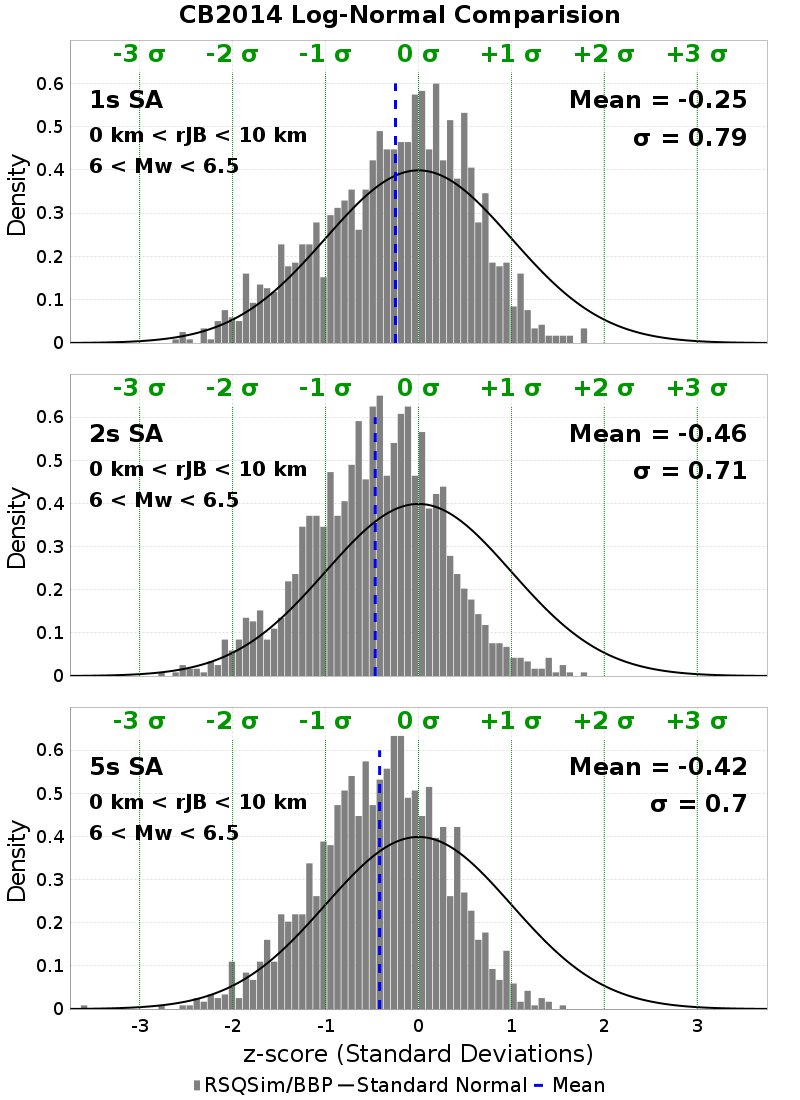 CB2014 Log-Normal Comparision
-3 σ -2 σ -1 σ 0 σ +1 σ +2 σ +3 σ
1s SA
0 km < rJB < 10 km
6 < Mw < 6.5
Mean = -0.25
σ = 0.79
Density
0.6
0.5
0.4
0.3
0.2
0.1
0
-3 σ -2 σ -1 σ 0 σ +1 σ +2 σ +3 σ
2s SA
0 km < rJB < 10 km
6 < Mw < 6.5
Mean = -0.46
σ = 0.71
Density
0.6
0.5
0.4
0.3
0.2
0.1
0
-3 σ -2 σ -1 σ 0 σ +1 σ +2 σ +3 σ
5s SA
0 km < rJB < 10 km
6 < Mw < 6.5
Mean = -0.42
σ = 0.7
Density
0.6
0.5
0.4
0.3
0.2
0.1
0
-3 -2 -1 0 1 2 3
z-score (Standard Deviations)
RSQSim/BBP Standard Normal Mean